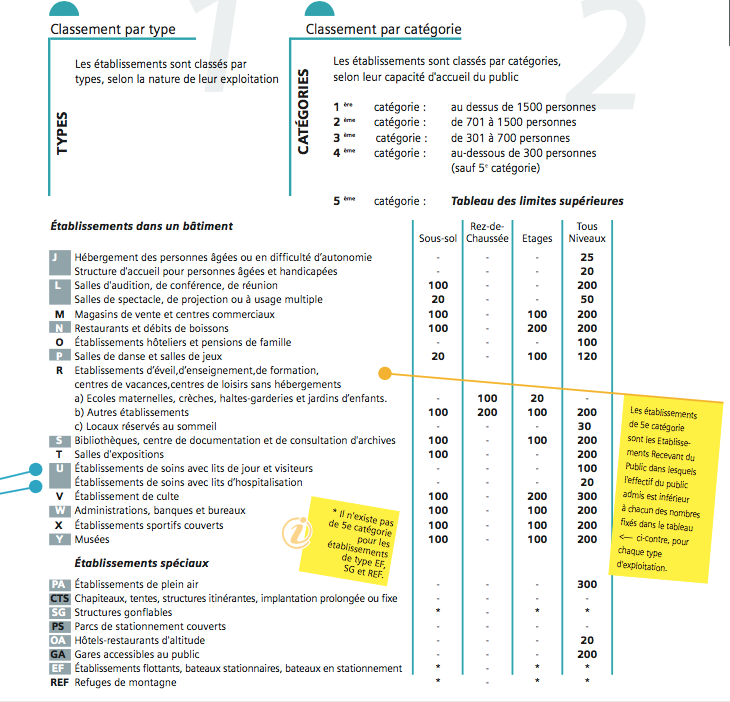 1
2
Classement par type
Classement par catégorie
Les établissements sont classés par
types, selon la nature de leur exploitation
TYPES
CATÉGORIES
Les établissements sont classés par catégories,
selon leur capacité d'accueil du public
1 ère catégorie : au dessus de 1500 personnes
2 ème catégorie : de 701 à 1500 personnes
3 ème catégorie : de 301 à 700 personnes
4 ème catégorie : au-dessous de 300 personnes
(sauf 5e catégorie)
5 ème catégorie : Tableau des limites supérieures
Établissements dans un bâtiment
Sous-sol Rez-de-Chaussée Etages Tous Niveaux
J Hébergement des personnes âgées ou en difficulté d'autonomie - - - 25
Structure d'accueil pour personnes âgées et handicapées - - - 20
L Salles d'audition, de conférence, de réunion 100 - - 200
Salles de spectacle, de projection ou à usage multiple 20 - - 50
M Magasins de vente et centres commerciaux 100 - 100 200
N Restaurants et débits de boissons 100 - 200 200
O Établissements hôteliers et pensions de famille - - - 100
P Salles de danse et salles de jeux 20 - 100 120
R Etablissements d'éveil,d'enseignement,de formation,
centres de vacances,centres de loisirs sans hébergements
a) Ecoles maternelles, crèches, haltes-garderies et jardins d'enfants. - 100 20 -
b) Autres établissements 100 200 100 200
c) Locaux réservés au sommeil - - - 30
S Bibliothèques, centre de documentation et de consultation d'archives 100 - 100 200
T Salles d'expositions 100 - - 200
U Établissements de soins avec lits de jour et visiteurs - - - 100
Établissements de soins avec lits d'hospitalisation - - - 20
V Établissement de culte 100 - 200 300
W Administrations, banques et bureaux 100 - 100 200
X Établissements sportifs couverts 100 - 100 200
Y Musées 100 - 100 200
Établissements spéciaux
PA Établissements de plein air - - - 300
CTS Chapiteaux, tentes, structures itinérantes, implantation prolongée ou fixe - - - -
SG Structures gonflables * - * *
PS Parcs de stationnement couverts - - - -
OA Hôtels-restaurants d'altitude - - - 20
GA Gares accessibles au public - - - 200
EF Établissements flottants, bateaux stationnaires, bateaux en stationnement * - * *
REF Refuges de montagne * - * *
i
* Il n'existe pas
de 5e catégorie
pour les
établissements
de type EF,
SG et REF.
Les établissements
de 5e catégorie
sont les Etablisse-
ments Recevant du
Public dans lesquels
l'effectif du public
admis est inférieur
à chacun des nombres
fixés dans le tableau
<— ci-contre, pour
chaque type
d'exploitation.